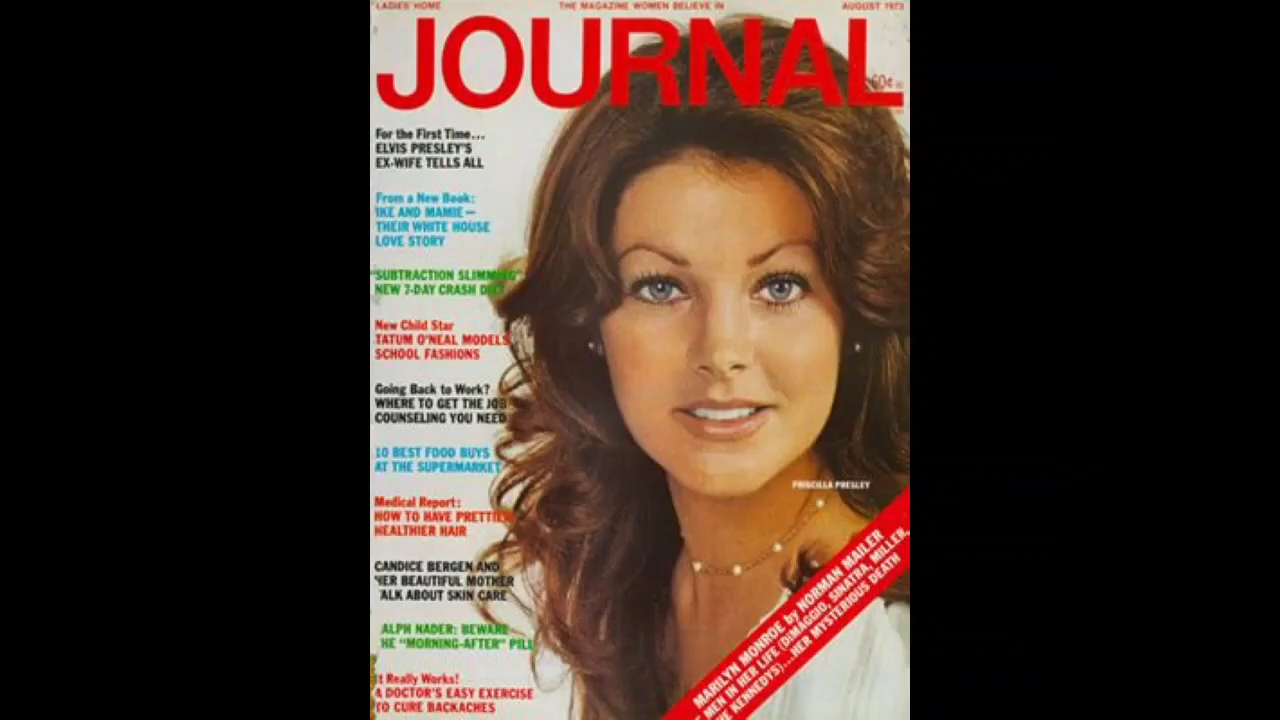 LADIES' HOME
THE MAGAZINE WOMEN BELIEVE IN
AUGUST 1973
JOURNAL
60¢
For the First Time...
ELVIS PRESLEY'S
EX-WIFE TELLS ALL
From a New Book:
IKE AND MAMIE—
THEIR WHITE HOUSE
LOVE STORY
"SUBTRACTION SLIMMING"
NEW 7-DAY CRASH DIET
New Child Star
TATUM O'NEAL MODELS
SCHOOL FASHIONS
Going Back to Work?
WHERE TO GET THE JOB
COUNSELING YOU NEED
10 BEST FOOD BUYS
AT THE SUPERMARKET
Medical Report:
HOW TO HAVE PRETTIER
HEALTHIER HAIR
CANDICE BERGEN AND
HER BEAUTIFUL MOTHER
ALK ABOUT SKIN CARE
ALPH NADER: BEWARE
HE "MORNING-AFTER" PILL
It Really Works!
A DOCTOR'S EASY EXERCISE
TO CURE BACKACHES
PRISCILLA PRESLEY
MARILYN MONROE by NORMAN MAILER
MEN IN HER LIFE (DiMAGGIO, SINATRA, MILLER,
HE KENNEDYS)...HER MYSTERIOUS DEATH